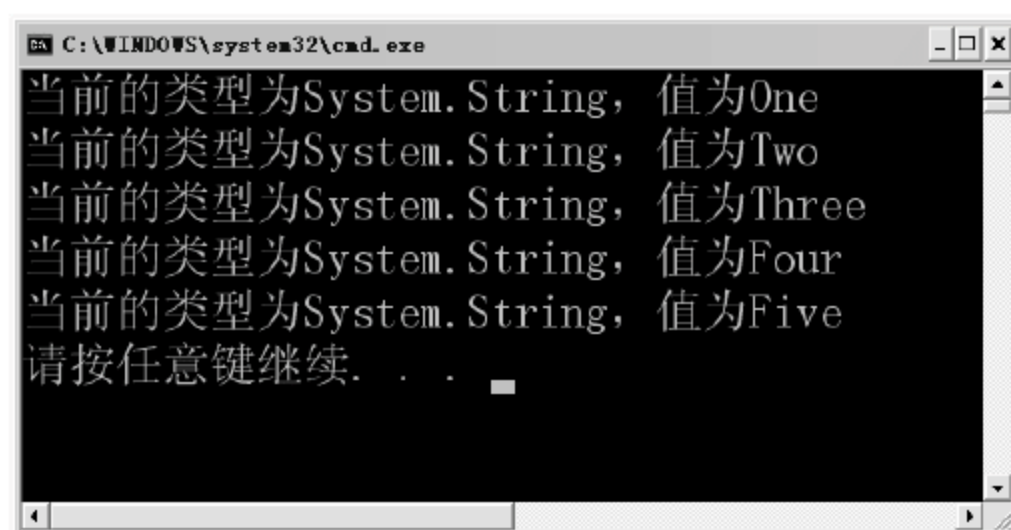 C:\WINDOWS\system32\cmd.exe
当前的类型为System.String，值为One
当前的类型为System.String，值为Two
当前的类型为System.String，值为Three
当前的类型为System.String，值为Four
当前的类型为System.String，值为Five
请按任意键继续. . .